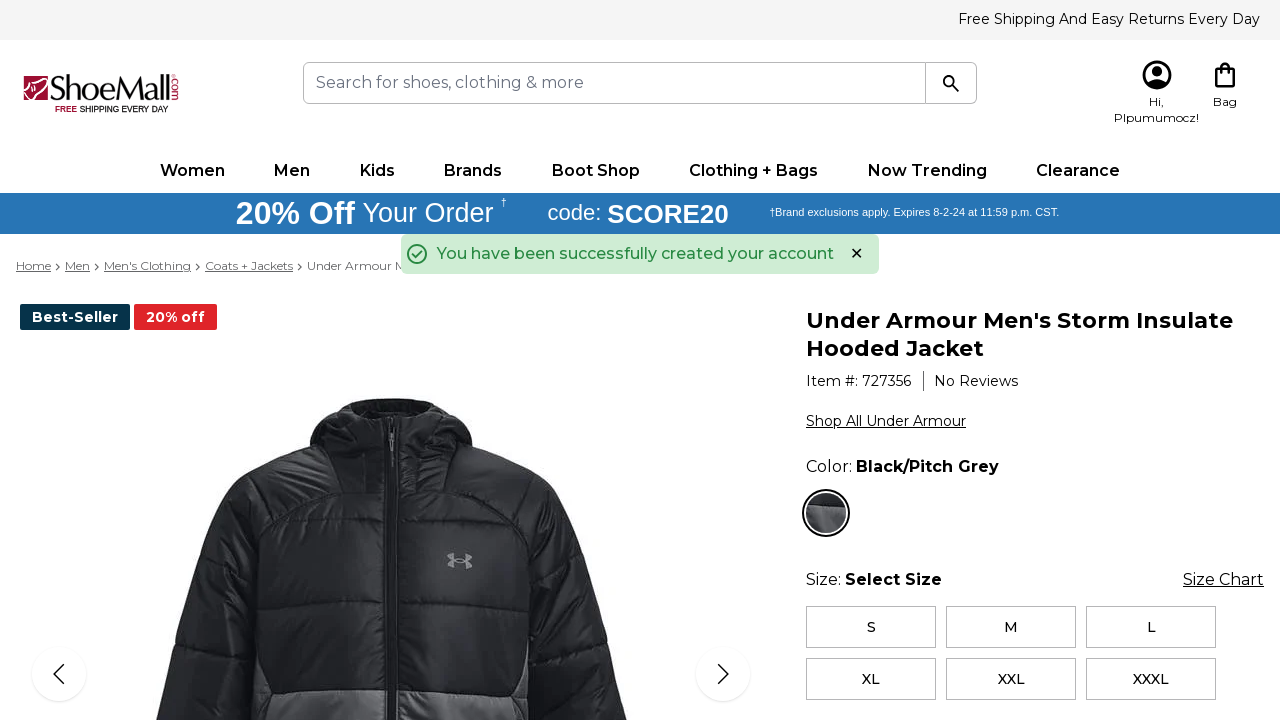 Free Shipping And Easy Returns Every Day
ShoeMall.com
FREE SHIPPING EVERY DAY
Search for shoes, clothing & more
Hi,
Plpumumocz!
Bag
Women Men Kids Brands Boot Shop Clothing + Bags Now Trending Clearance
20% Off Your Order † code: SCORE20 †Brand exclusions apply. Expires 8-2-24 at 11:59 p.m. CST.
You have been successfully created your account ×
Home > Men > Men's Clothing > Coats + Jackets > Under Armour M
Best-Seller 20% off
Under Armour Men's Storm Insulate
Hooded Jacket
Item #: 727356 No Reviews
Shop All Under Armour
Color: Black/Pitch Grey
Size: Select Size Size Chart
S M L
XL XXL XXXL